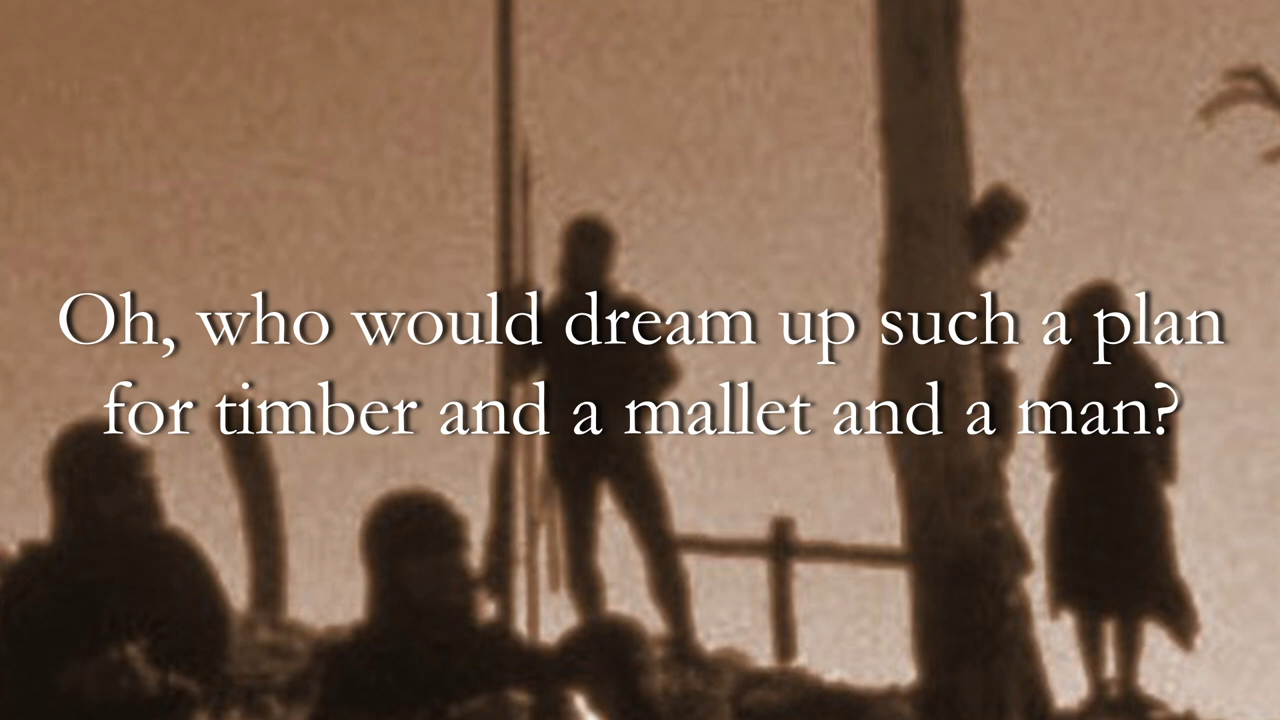 Oh, who would dream up such a plan
for timber and a mallet and a man?